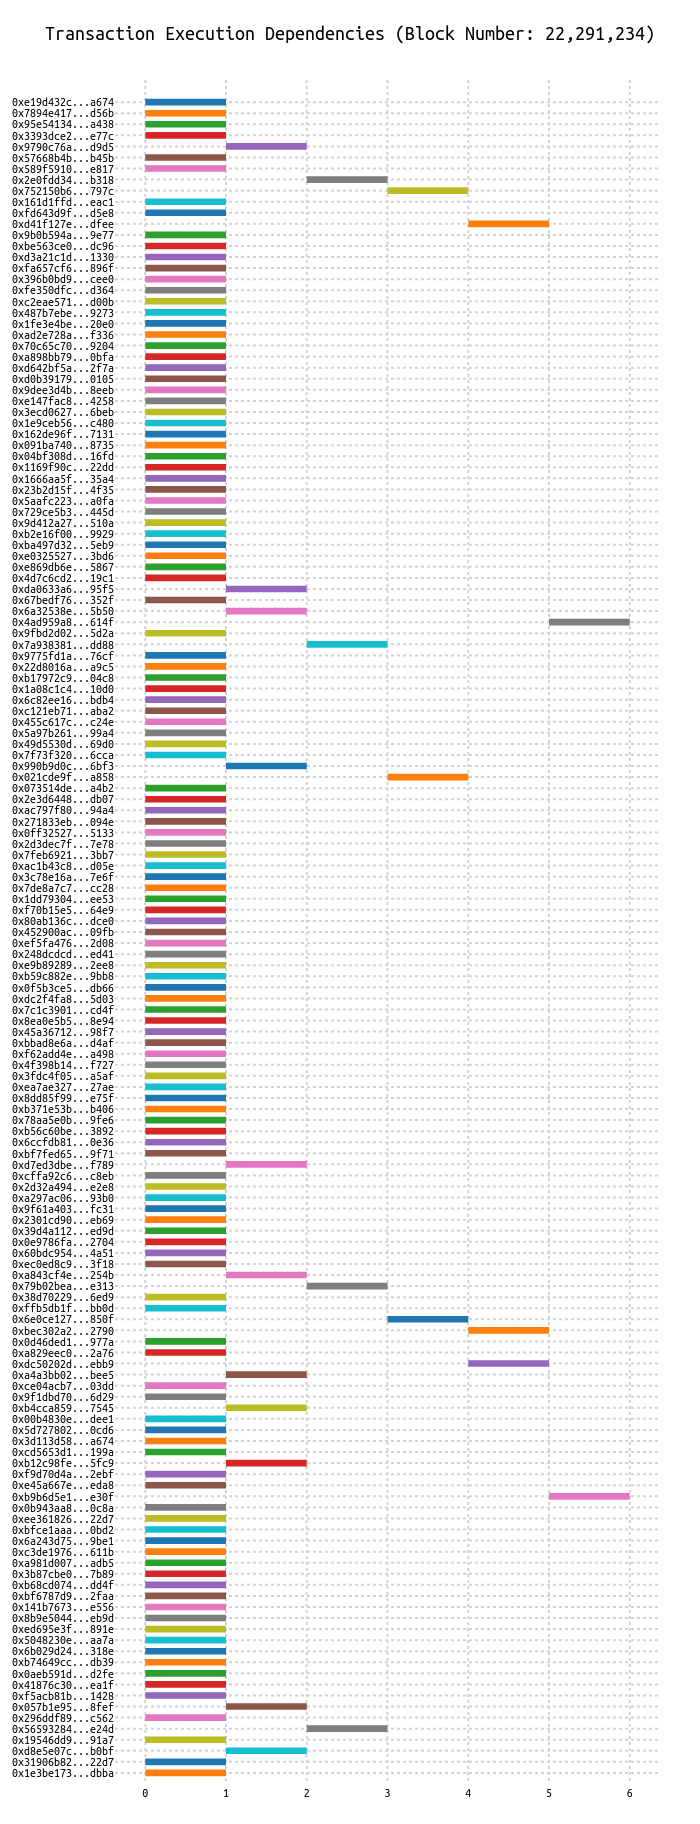 Transaction Execution Dependencies (Block Number: 22,291,234)
0xe19d432c...a674
0x7894e417...d56b
0x95e54134...a438
0x3393dce2...e77c
0x9790c76a...d9d5
0x57668b4b...b45b
0x589f5910...e817
0x2e0fdd34...b318
0x752150b6...797c
0x161d1ffd...eac1
0xfd643d9f...d5e8
0xd41f127e...dfee
0x9b0b594a...9e77
0xbe563ce0...dc96
0xd3a21c1d...1330
0xfa657cf6...896f
0x396b0bd9...cee0
0xfe350dfc...d364
0xc2eae571...d00b
0x487b7ebe...9273
0x1fe3e4be...20e0
0xad2e728a...f336
0x70c65c70...9204
0xa898bb79...0bfa
0xd642bf5a...2f7a
0xd0b39179...0105
0x9dee3d4b...8eeb
0xe147fac8...4258
0x3ecd0627...6beb
0x1e9ceb56...c480
0x162de96f...7131
0x091ba740...8735
0x04bf308d...16fd
0x1169f90c...22dd
0x1666aa5f...35a4
0x23b2d15f...4f35
0x5aafc223...a0fa
0x729ce5b3...445d
0x9d412a27...510a
0xb2e16f00...9929
0xba497d32...5eb9
0xe0325527...3bd6
0xe869db6e...5867
0x4d7c6cd2...19c1
0xda0633a6...95f5
0x67bedf76...352f
0x6a32538e...5b50
0x4ad959a8...614f
0x9fbd2d02...5d2a
0x7a938381...dd88
0x9775fd1a...76cf
0x22d8016a...a9c5
0xb17972c9...04c8
0x1a08c1c4...10d0
0x6c82ee16...bdb4
0xc121eb71...aba2
0x455c617c...c24e
0x5a97b261...99a4
0x49d5530d...69d0
0x7f73f320...6cca
0x990b9d0c...6bf3
0x021cde9f...a858
0x073514de...a4b2
0x2e3d6448...db07
0xac797f80...94a4
0x271833eb...094e
0x0ff32527...5133
0x2d3dec7f...7e78
0x7feb6921...3bb7
0xac1b43c8...d05e
0x3c78e16a...7e6f
0x7de8a7c7...cc28
0x1dd79304...ee53
0xf70b15e5...64e9
0x80ab136c...dce0
0x452900ac...09fb
0xef5fa476...2d08
0x248dcdcd...ed41
0xe9b89289...2ee8
0xb59c882e...9bb8
0x0f5b3ce5...db66
0xdc2f4fa8...5d03
0x7c1c3901...cd4f
0x8ea0e5b5...8e94
0x45a36712...98f7
0xbbad8e6a...d4af
0xf62add4e...a498
0x4f398b14...f727
0x3fdc4f05...a5af
0xea7ae327...27ae
0x8dd85f99...e75f
0xb371e53b...b406
0x78aa5e0b...9fe6
0xb56c60be...3892
0x6ccfdb81...0e36
0xbf7fed65...9f71
0xd7ed3dbe...f789
0xcffa92c6...c8eb
0x2d32a494...e2e8
0xa297ac06...93b0
0x9f61a403...fc31
0x2301cd90...eb69
0x39d4a112...ed9d
0x0e9786fa...2704
0x60bdc954...4a51
0xec0ed8c9...3f18
0xa843cf4e...254b
0x79b02bea...e313
0x38d70229...6ed9
0xffb5db1f...bb0d
0x6e0ce127...850f
0xbec302a2...2790
0x0d46ded1...977a
0xa829eec0...2a76
0xdc50202d...ebb9
0xa4a3bb02...bee5
0xce04acb7...03dd
0x9f1dbd70...6d29
0xb4cca859...7545
0x00b4830e...dee1
0x5d727802...0cd6
0x3d113d58...a674
0xcd5653d1...199a
0xb12c98fe...5fc9
0xf9d70d4a...2ebf
0xe45a667e...eda8
0xb9b6d5e1...e30f
0x0b943aa8...0c8a
0xee361826...22d7
0xbfce1aaa...0bd2
0x6a243d75...9be1
0xc3de1976...611b
0xa981d007...adb5
0x3b87cbe0...7b89
0xb68cd074...dd4f
0xbf6787d9...2faa
0x141b7673...e556
0x8b9e5044...eb9d
0xed695e3f...891e
0x5048230e...aa7a
0x6b029d24...318e
0xb74649cc...db39
0x0aeb591d...d2fe
0x41876c30...ea1f
0xf5acb81b...1428
0x057b1e95...8fef
0x296ddf89...c562
0x56593284...e24d
0x19546dd9...91a7
0xd8e5e07c...b0bf
0x31906b82...22d7
0x1e3be173...dbba
0 1 2 3 4 5 6